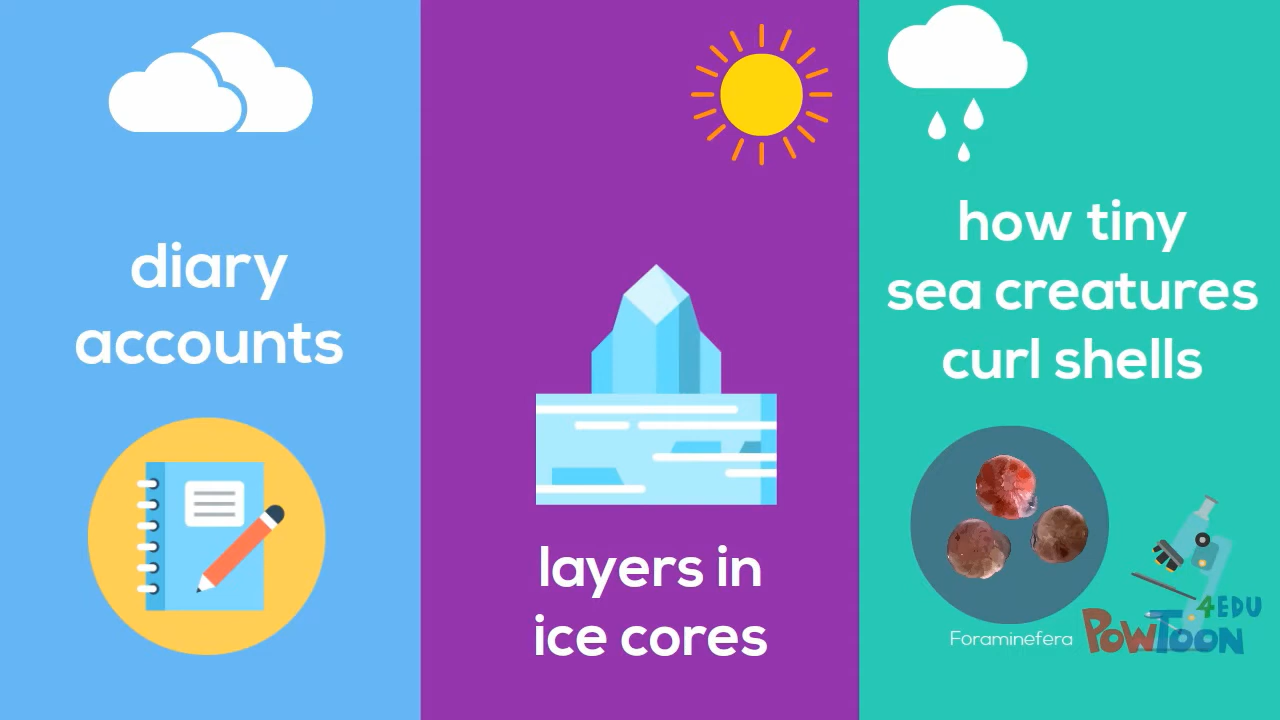 diary
accounts
layers in
ice cores
how tiny
sea creatures
curl shells
Foraminefera
4EDU
POWTOON